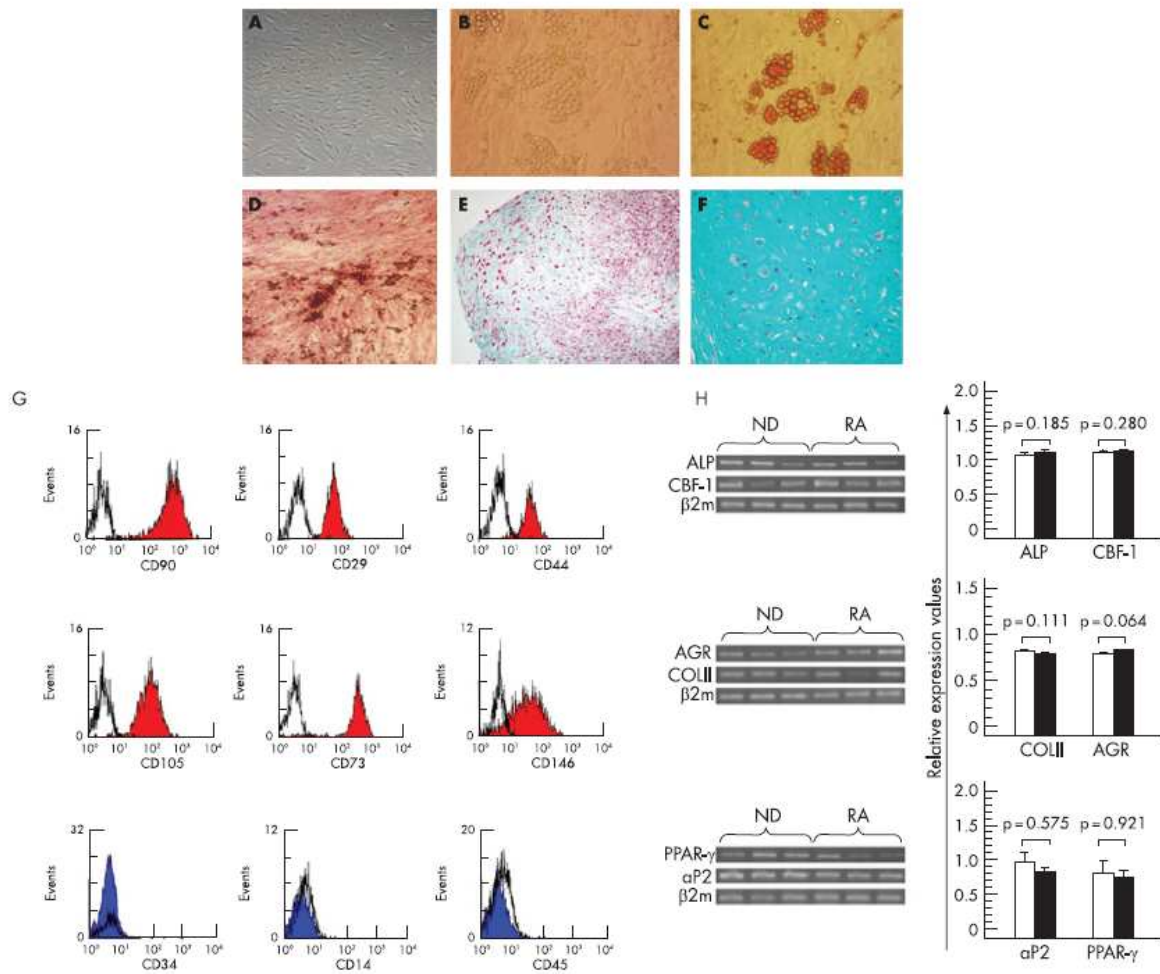 A B C
D E F
G
16
Events
0
10⁰ 10¹ 10² 10³ 10⁴
CD90
16
Events
0
10⁰ 10¹ 10² 10³ 10⁴
CD29
16
Events
0
10⁰ 10¹ 10² 10³ 10⁴
CD44
16
Events
0
10⁰ 10¹ 10² 10³ 10⁴
CD105
16
Events
0
10⁰ 10¹ 10² 10³ 10⁴
CD73
12
Events
0
10⁰ 10¹ 10² 10³ 10⁴
CD146
32
Events
0
10⁰ 10¹ 10² 10³ 10⁴
CD34
12
Events
0
10⁰ 10¹ 10² 10³ 10⁴
CD14
20
Events
0
10⁰ 10¹ 10² 10³ 10⁴
CD45
H
ND RA
ALP
CBF-1
β2m
ND RA
AGR
COLII
β2m
ND RA
PPAR-γ
aP2
β2m
Relative expression values
2.0
1.5
1.0
0.5
0
p=0.185 p=0.280
ALP CBF-1
2.0
1.5
1.0
0.5
0
p=0.111 p=0.064
COLII AGR
2.0
1.5
1.0
0.5
0
p=0.575 p=0.921
aP2 PPAR-γ